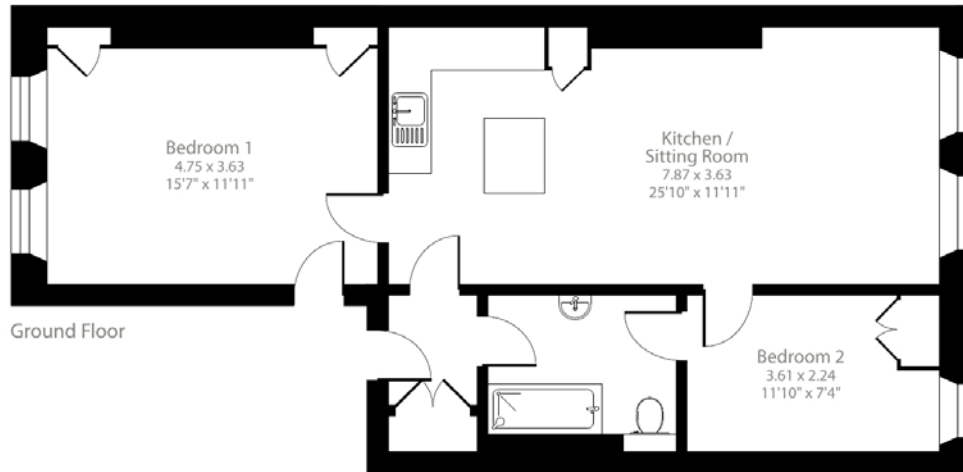 Bedroom 1
4.75 x 3.63
15'7" x 11'11"
Kitchen /
Sitting Room
7.87 x 3.63
25'10" x 11'11"
Ground Floor
Bedroom 2
3.61 x 2.24
11'10" x 7'4"